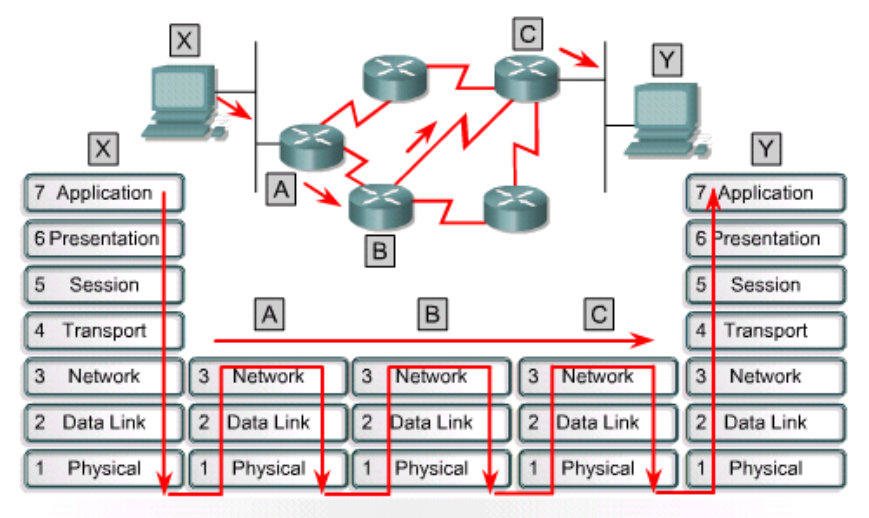 X
C
Y
A
B
X
Y
7 Application
7 Application
6 Presentation
6 Presentation
5 Session
5 Session
A
B
C
4 Transport
4 Transport
3 Network
3 Network
3 Network
3 Network
3 Network
2 Data Link
2 Data Link
2 Data Link
2 Data Link
2 Data Link
1 Physical
1 Physical
1 Physical
1 Physical
1 Physical